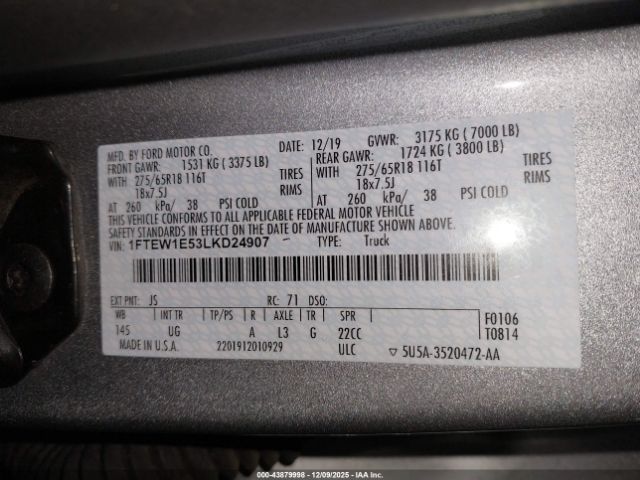 MFD. BY FORD MOTOR CO.
DATE: 12/19 GVWR: 3175 KG ( 7000 LB)
FRONT GAWR: 1531 KG ( 3375 LB)
REAR GAWR: 1724 KG ( 3800 LB)
WITH 275/65R18 116T TIRES
WITH 275/65R18 116T TIRES
18x7.5J RIMS
18x7.5J RIMS
AT 260 kPa/ 38 PSI COLD
AT 260 kPa/ 38 PSI COLD
THIS VEHICLE CONFORMS TO ALL APPLICABLE FEDERAL MOTOR VEHICLE
SAFETY STANDARDS IN EFFECT ON THE DATE OF MANUFACTURE SHOWN ABOVE.
VIN: 1FTEW1E53LKD24907 TYPE: Truck
EXT PNT: JS RC: 71 DSO:
WB INT TR TP/PS R AXLE TR SPR
145 UG A L3 G 22CC
F0106
T0814
MADE IN U.S.A. 2201912010929 ULC ▽ 5U5A-3520472-AA
000-43879998 - 12/09/2025 - IAAI.COM